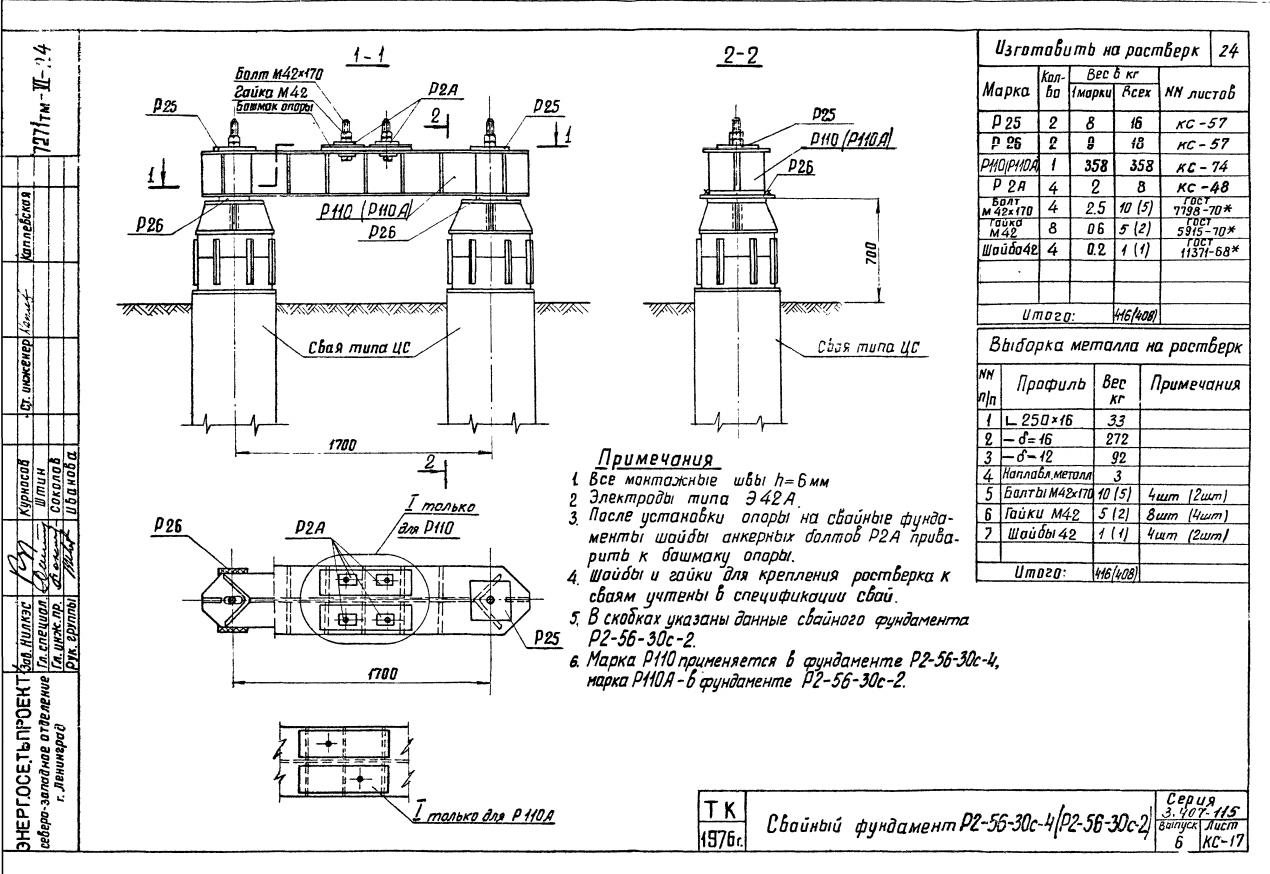 7271тм-VI-24
1-1
Болт М42×170
Гайка М42
Башмак опоры
Р2А
2
Р25
Р25
1
1
Р26
Р110 (Р110А)
Р26
Свая типа ЦС
1700
2
2-2
Р25
Р110 (Р110А)
Р26
700
Свая типа ЦС
I только
для Р110
Р26
Р2А
Р25
1700
I только для Р110А
Примечания
1. Все монтажные швы h=6мм
2. Электроды типа Э42А.
3. После установки опоры на свайные фунда-
менты шайбы анкерных болтов Р2А прива-
рить к башмаку опоры.
4. Шайбы и гайки для крепления ростверка к
сваям учтены в спецификации свай.
5. В скобках указаны данные свайного фундамента
Р2-56-30с-2.
6. Марка Р110 применяется в фундаменте Р2-56-30с-4,
марка Р110А-в фундаменте Р2-56-30с-2.
Изготовить на ростверк 24
Марка Кол-во Вес в кг NN листов
1марки Всех
Р25 2 8 16 КС-57
Р26 2 9 18 КС-57
Р110(Р110А) 1 358 358 КС-74
Р2А 4 2 8 КС-48
Болт М42×170 4 2.5 10 (5) ГОСТ 7798-70*
Гайка М42 8 0.6 5 (2) ГОСТ 5915-70*
Шайба42 4 0.2 1 (1) ГОСТ 11371-68*
Итого: 416(408)
Выборка металла на ростверк
NN п/п Профиль Вес кг Примечания
1 ∟250×16 33
2 —δ=16 272
3 —δ-12 92
4 Наплавл.металл 3
5 Болты М42×170 10 (5) 4шт (2шт)
6 Гайки М42 5 (2) 8шт (4шт)
7 Шайбы 42 1 (1) 4шт (2шт)
Итого: 416(408)
ТК
1976г.
Свайный фундамент Р2-56-30с-4(Р2-56-30с-2)
Серия
3.407-115
Выпуск Лист
6 КС-17
ЭНЕРГОСЕТЬПРОЕКТ
северо-западное отделение
г. Ленинград
Зав. НИЛКЭС Курносов
Гл. специал. Штин
Гл. инж. пр. Соколов
Рук. группы Иванова
Ст. инженер Каплевская